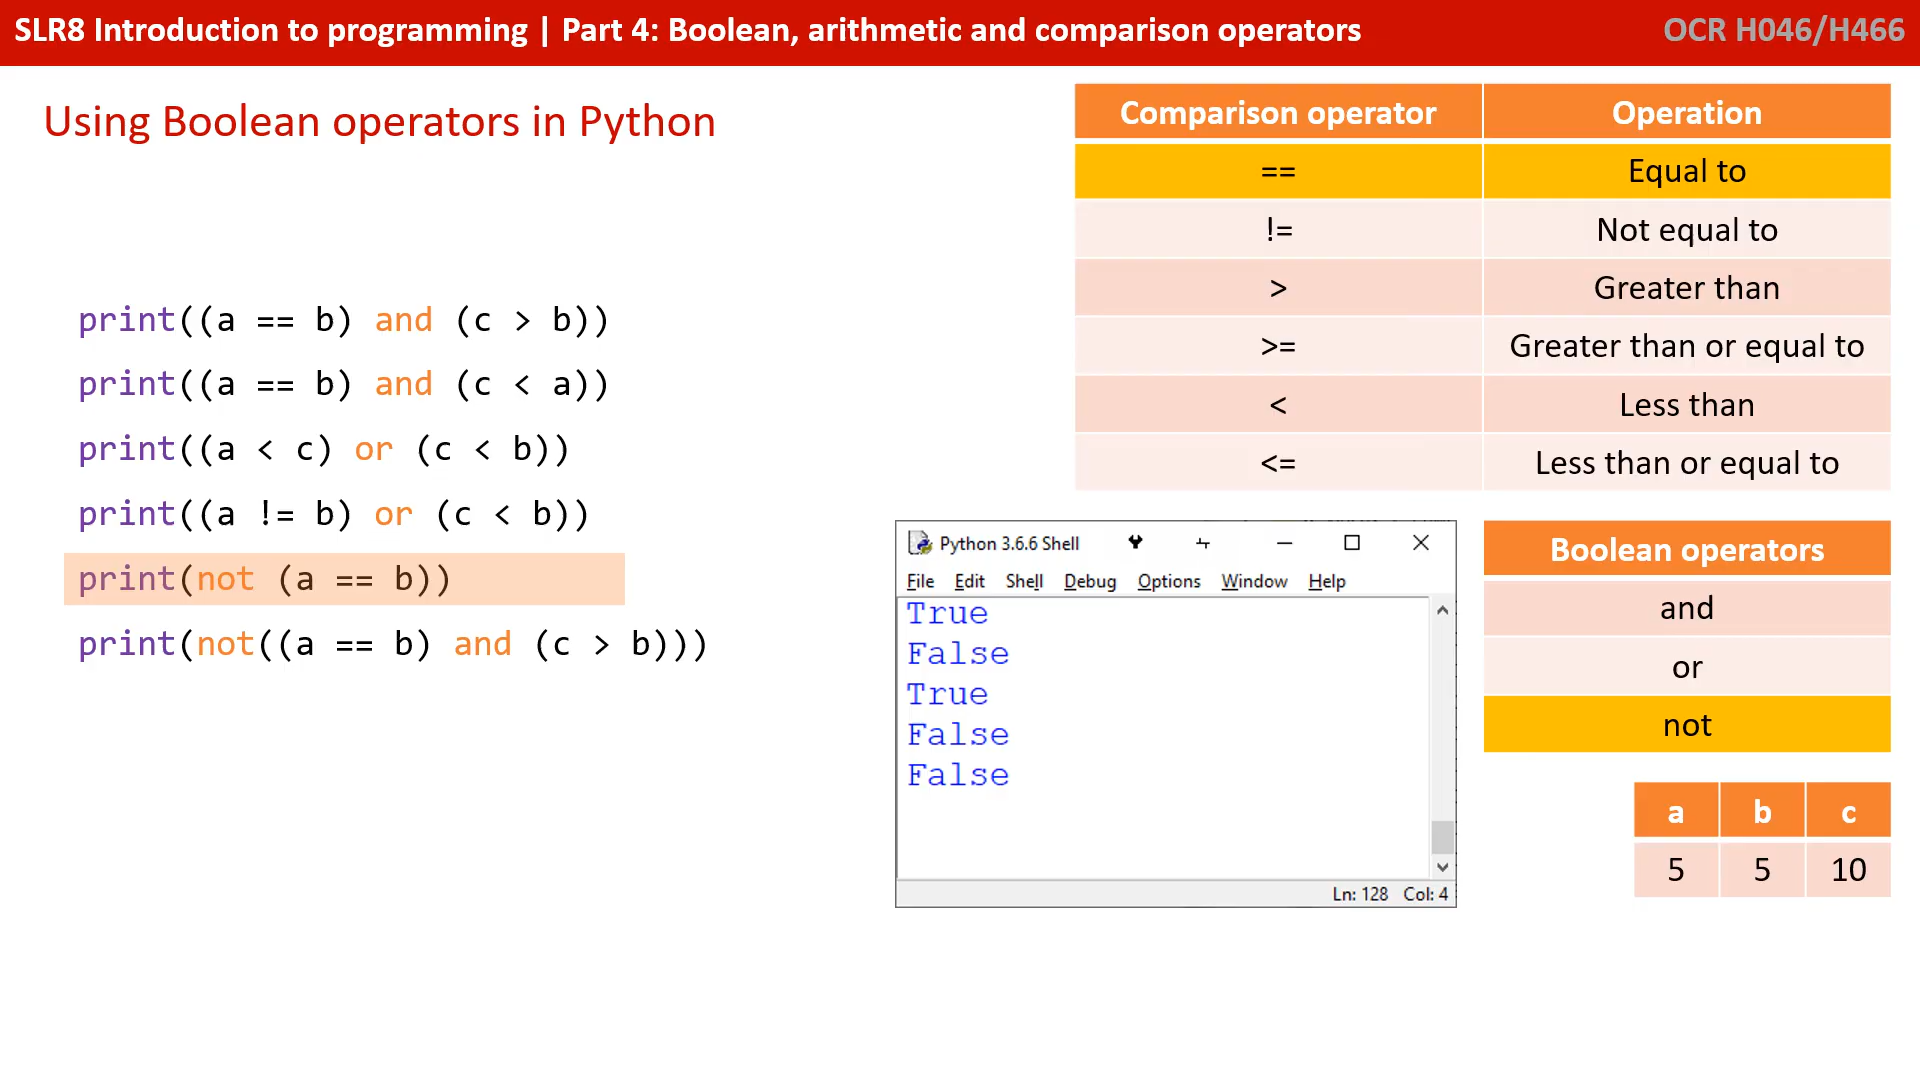 SLR8 Introduction to programming | Part 4: Boolean, arithmetic and comparison operators
OCR H046/H466
Using Boolean operators in Python
print((a == b) and (c > b))
print((a == b) and (c < a))
print((a < c) or (c < b))
print((a != b) or (c < b))
print(not (a == b))
print(not((a == b) and (c > b)))
Comparison operator Operation
== Equal to
!= Not equal to
> Greater than
>= Greater than or equal to
< Less than
<= Less than or equal to
Python 3.6.6 Shell
File Edit Shell Debug Options Window Help
True
False
True
False
False
Ln: 128 Col: 4
Boolean operators
and
or
not
a b c
5 5 10